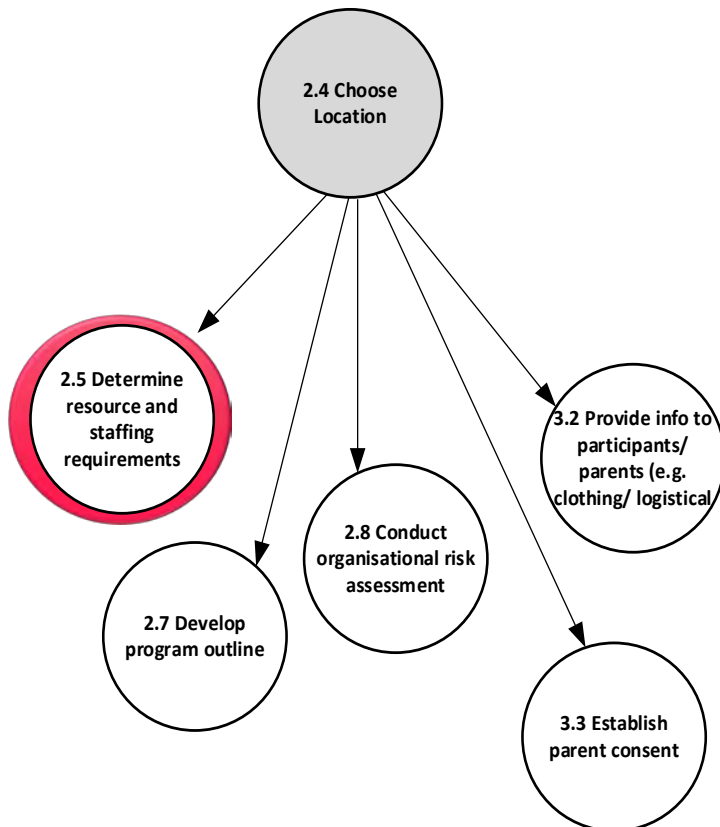 2.4 Choose
Location
2.5 Determine
resource and
staffing
requirements
3.2 Provide info to
participants/
parents (e.g.
clothing/ logistical
2.8 Conduct
organisational risk
assessment
2.7 Develop
program outline
3.3 Establish
parent consent